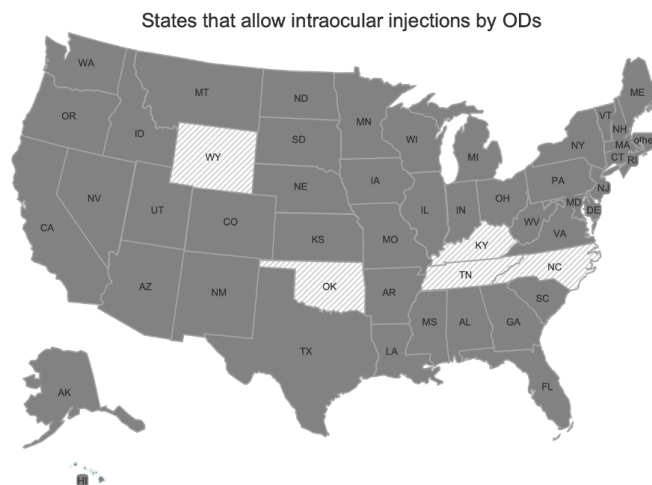 States that allow intraocular injections by ODs
WA
MT
ND
MN
ME
VT
NH
OR
ID
SD
WI
NY
MA
other
MI
CT
RI
WY
IA
PA
NJ
NE
OH
MD
DE
NV
UT
IL
IN
WV
VA
CO
CA
KS
MO
KY
NC
TN
OK
AZ
NM
AR
SC
MS
AL
GA
TX
LA
FL
AK
HI